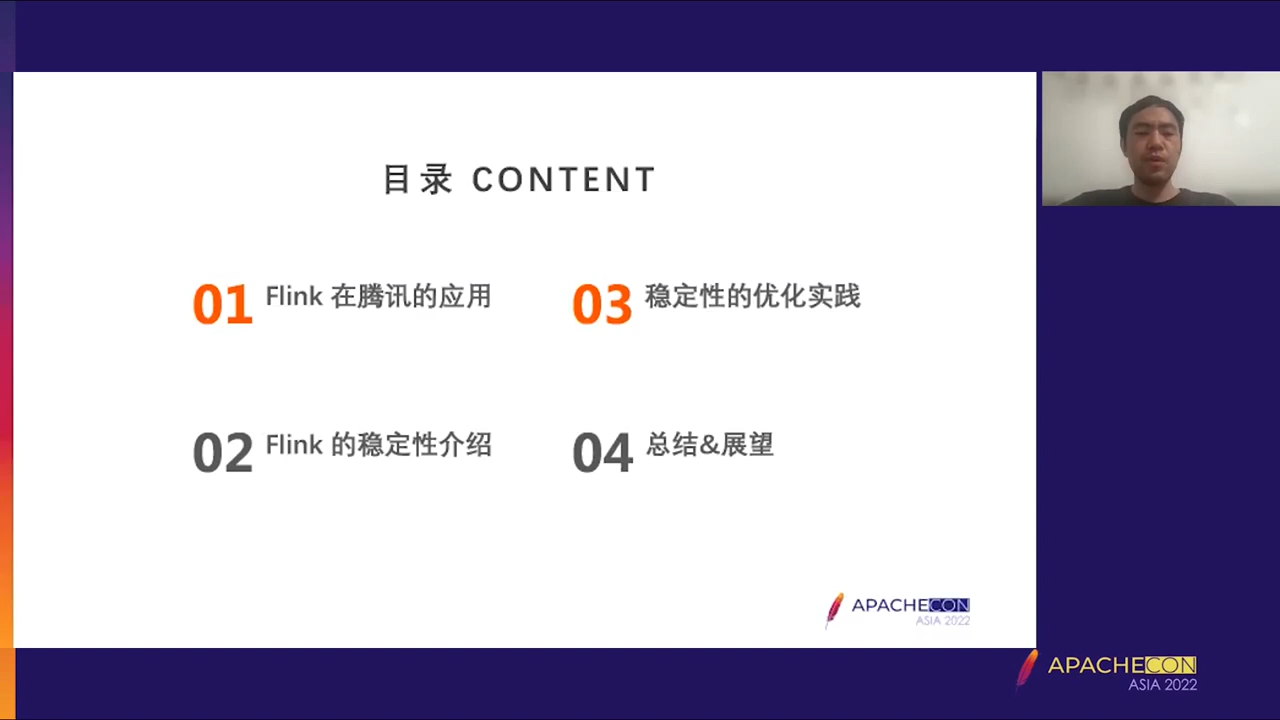 目录 CONTENT
01 Flink 在腾讯的应用
02 Flink 的稳定性介绍
03 稳定性的优化实践
04 总结&展望
APACHECON
ASIA 2022
APACHECON
ASIA 2022